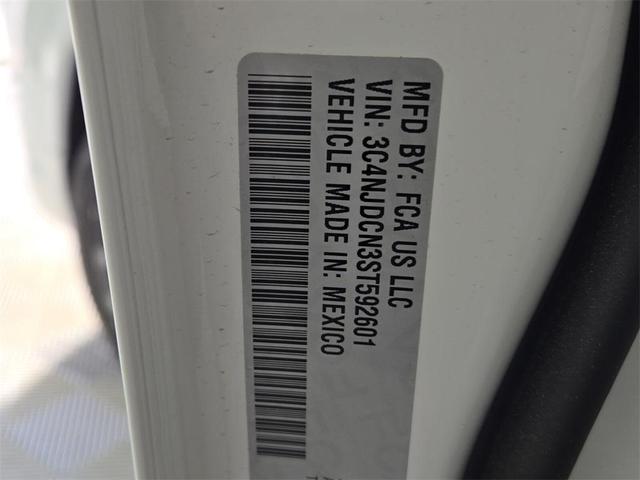 MFD BY: FCA US LLC
VIN: 3C4NJDCN3ST592601
VEHICLE MADE IN: MEXICO